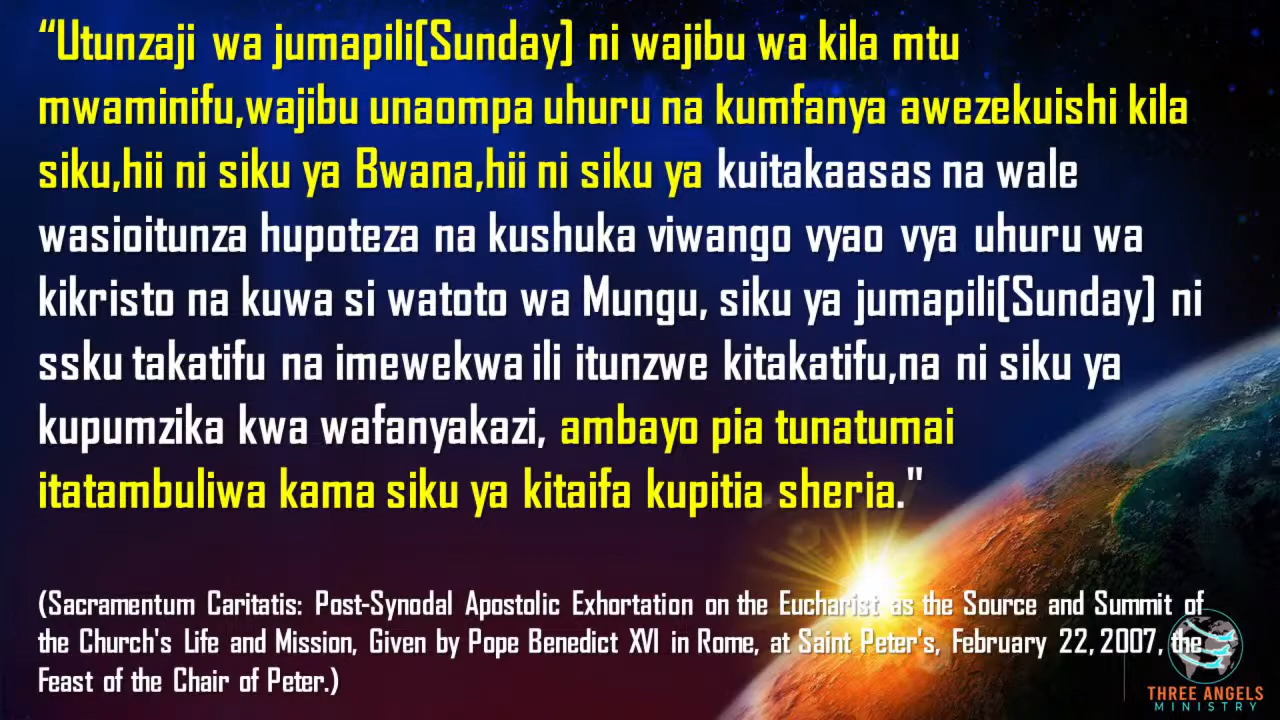 “Utunzaji wa jumapili(Sunday) ni wajibu wa kila mtu
mwaminifu,wajibu unaompa uhuru na kumfanya awezekuishi kila
siku,hii ni siku ya Bwana,hii ni siku ya kuitakaasas na wale
wasioitunza hupoteza na kushuka viwango vyao vya uhuru wa
kikristo na kuwa si watoto wa Mungu, siku ya jumapili(Sunday) ni
ssku takatifu na imewekwa ili itunzwe kitakatifu,na ni siku ya
kupumzika kwa wafanyakazi, ambayo pia tunatumai
itatambuliwa kama siku ya kitaifa kupitia sheria."
(Sacramentum Caritatis: Post-Synodal Apostolic Exhortation on the Eucharist as the Source and Summit of
the Church's Life and Mission, Given by Pope Benedict XVI in Rome, at Saint Peter's, February 22, 2007, the
Feast of the Chair of Peter.)
THREE ANGELS
MINISTRY